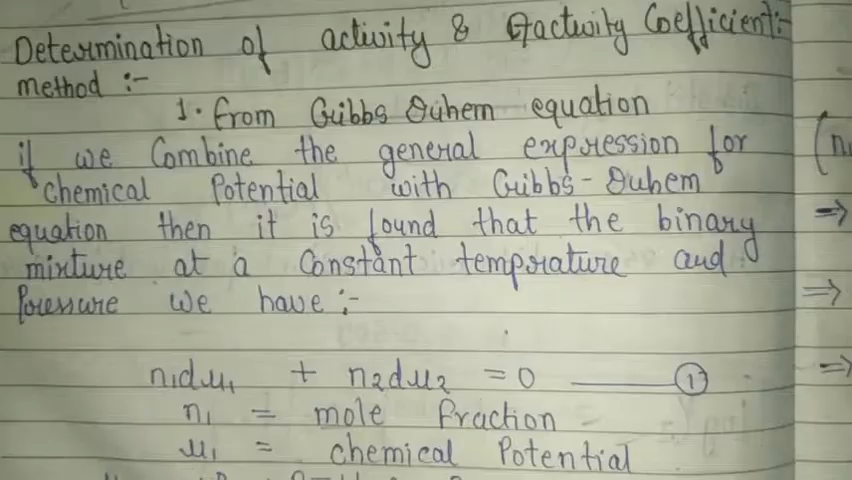 Determination of activity & activity Coefficient:-
method :-
1. from Gibbs Duhem equation
if we Combine the general expression for
chemical Potential with Gibbs-Duhem
equation then it is found that the binary
mixture at a Constant temprature and
Pressure we have :-
n₁dμ₁ + n₂dμ₂ = 0 ——— ①
n₁ = mole fraction
μ₁ = chemical Potential
(n
⇒
⇒
⇒